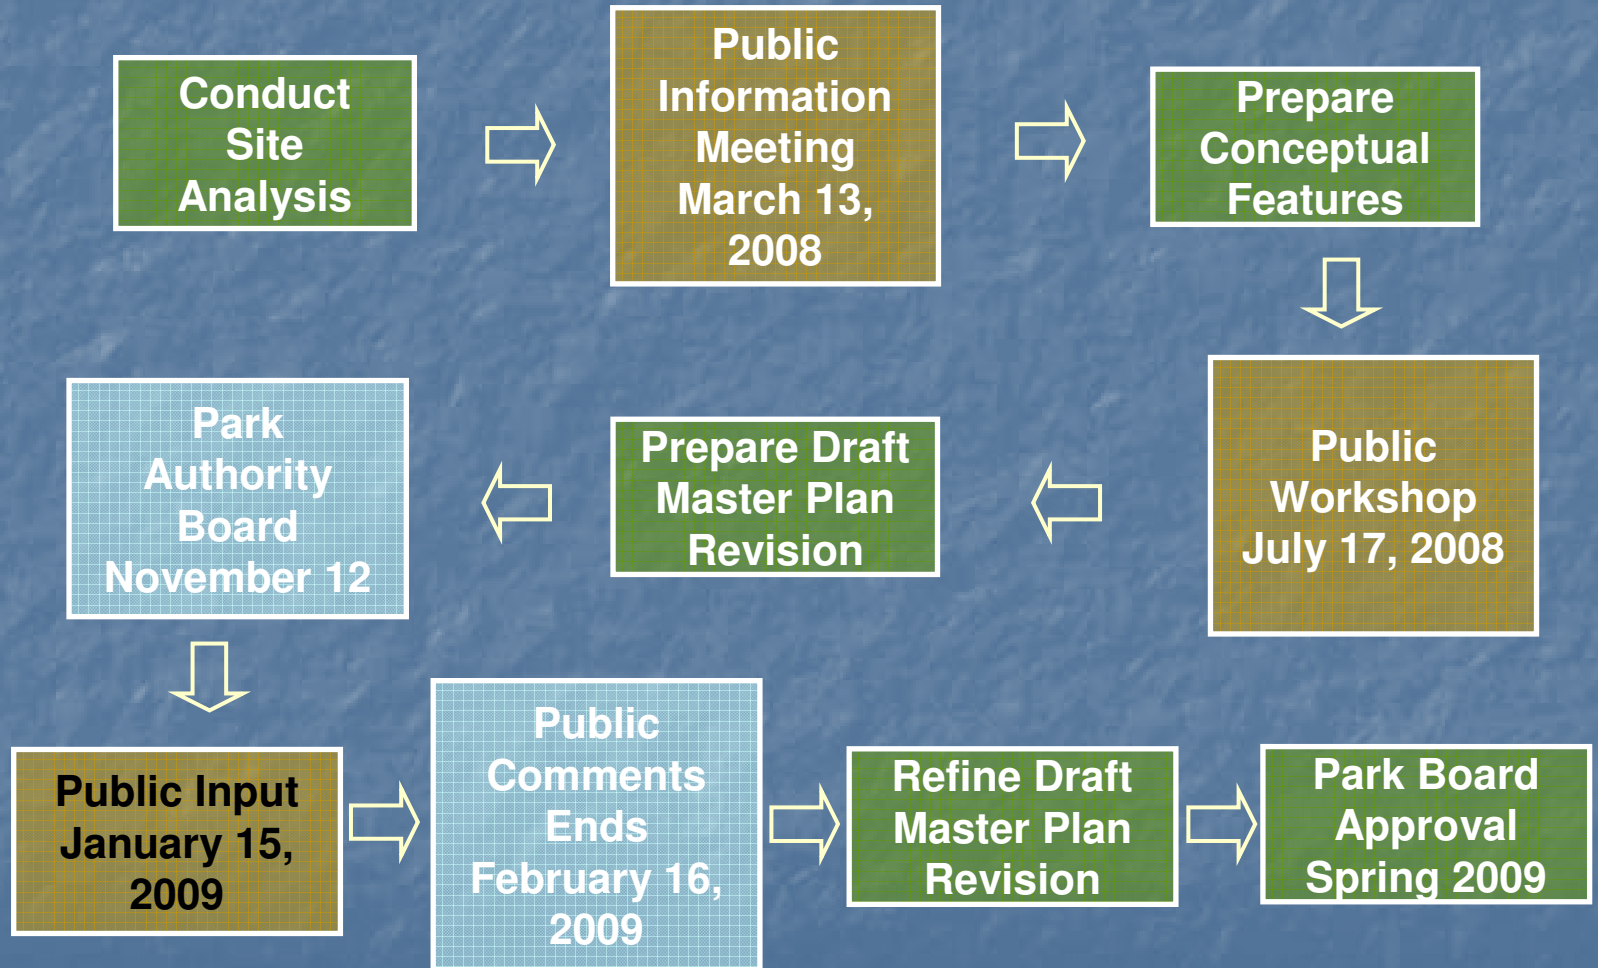 Conduct
Site
Analysis
Public
Information
Meeting
March 13,
2008
Prepare
Conceptual
Features
Public
Workshop
July 17, 2008
Prepare Draft
Master Plan
Revision
Park
Authority
Board
November 12
Public Input
January 15,
2009
Public
Comments
Ends
February 16,
2009
Refine Draft
Master Plan
Revision
Park Board
Approval
Spring 2009